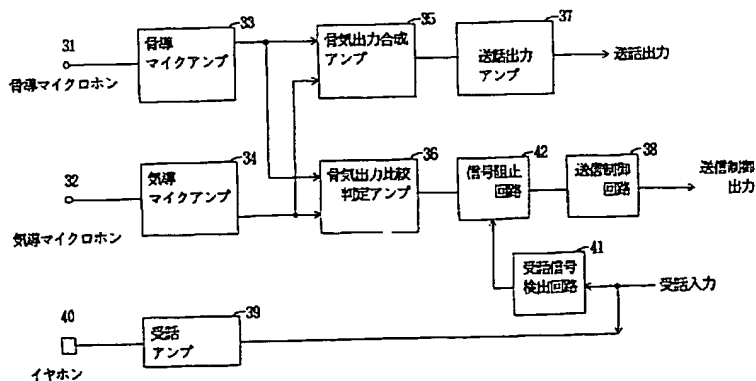 33
骨導
マイクアンプ
31
骨導マイクロホン
35
骨気出力合成
アンプ
37
送話出力
アンプ
送話出力
34
気導
マイクアンプ
32
気導マイクロホン
36
骨気出力比較
判定アンプ
42
信号阻止
回路
38
送信制御
回路
送信制御
出力
41
受話信号
検出回路
受話入力
40
イヤホン
39
受話
アンプ